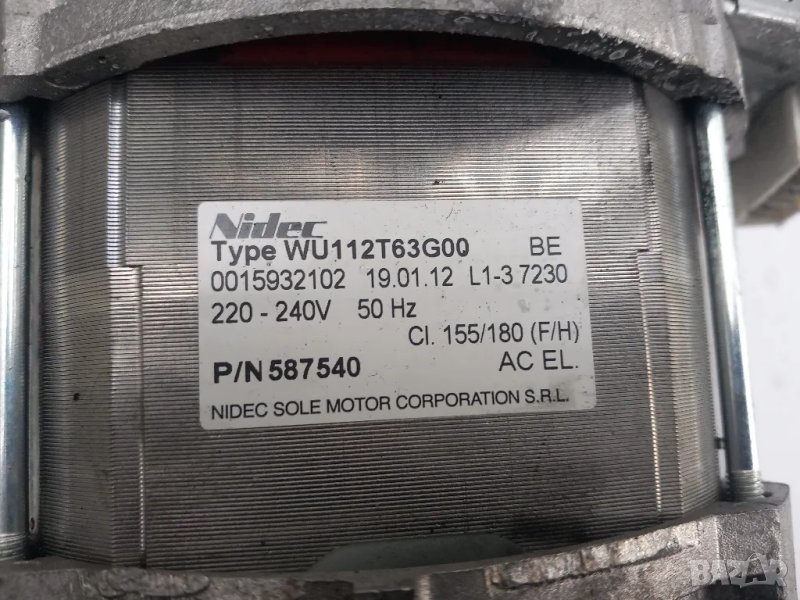 Nidec
Type WU112T63G00 BE
0015932102 19.01.12 L1-3 7230
220 - 240V 50 Hz
Cl. 155/180 (F/H)
P/N 587540 AC EL.
NIDEC SOLE MOTOR CORPORATION S.R.L.
BAZAR